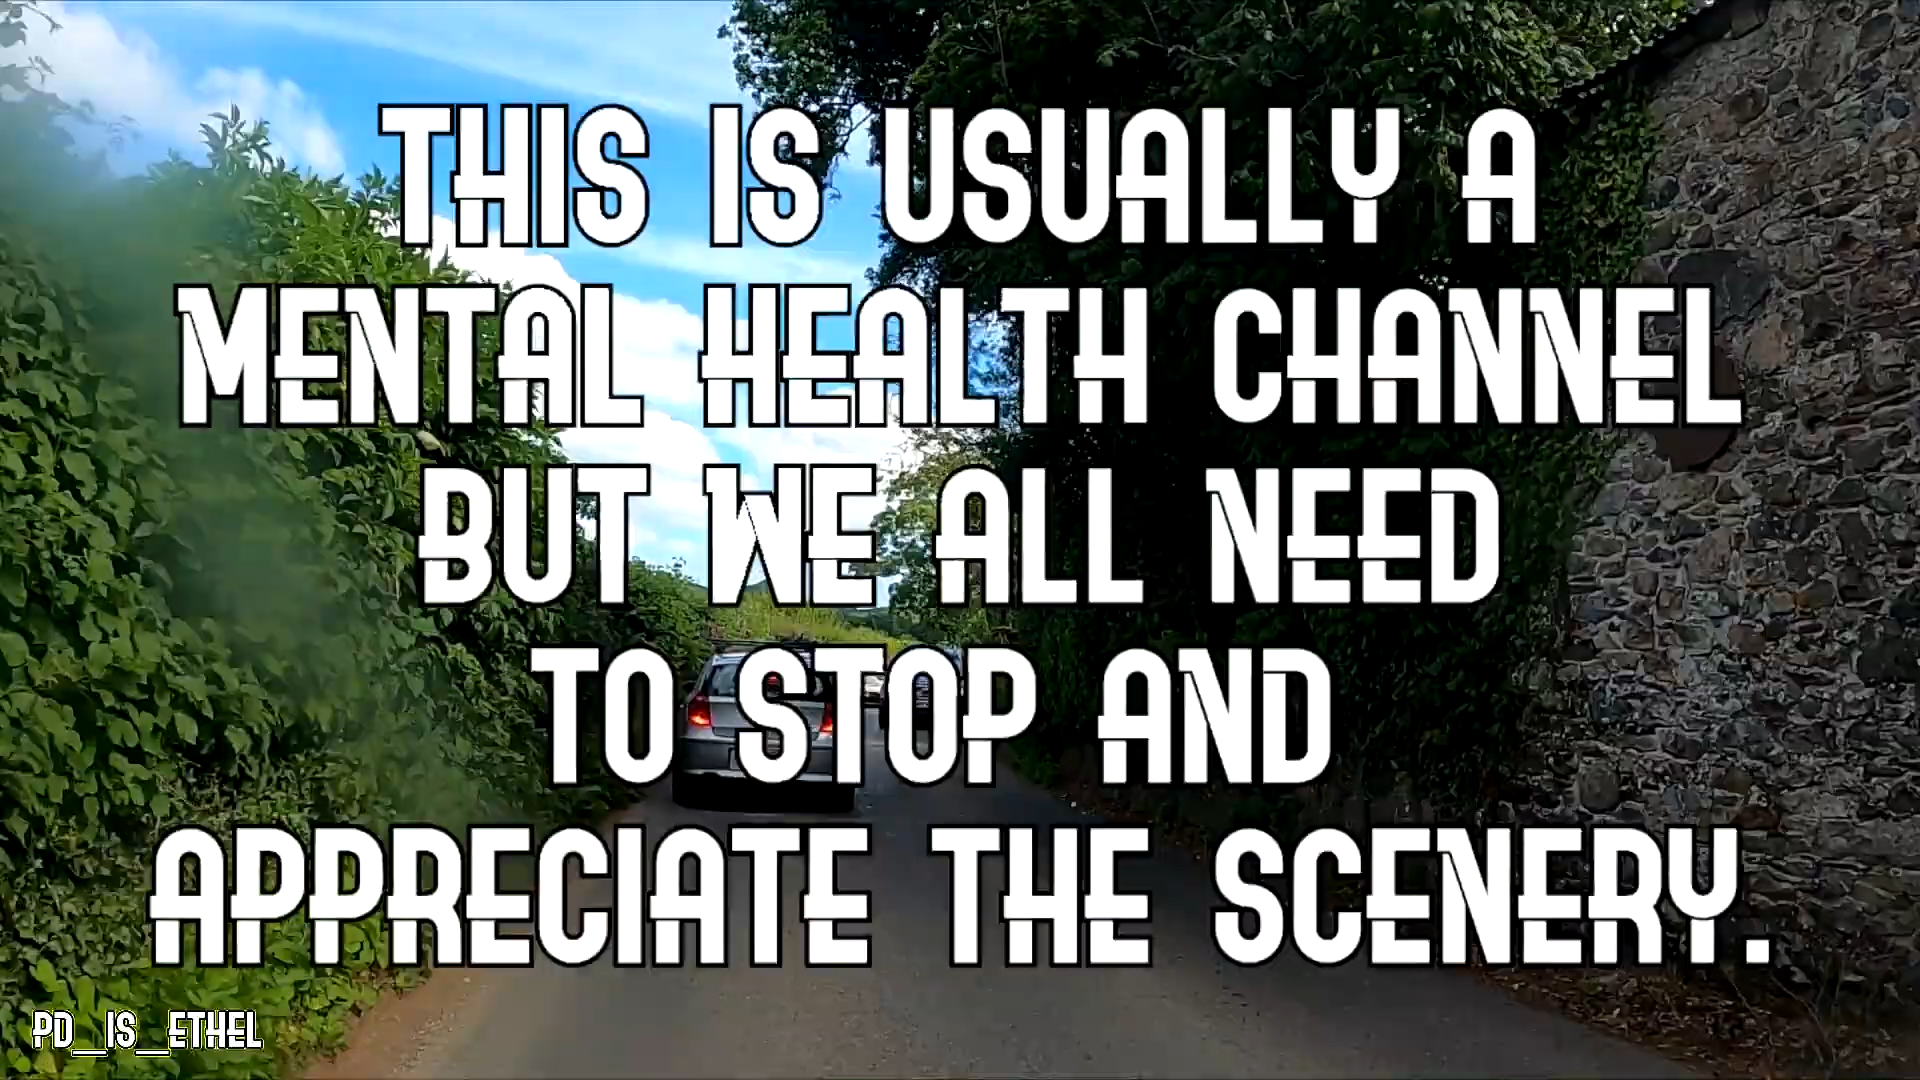 THIS IS USUALLY A
MENTAL HEALTH CHANNEL
BUT WE ALL NEED
TO STOP AND
APPRECIATE THE SCENERY.
PD_IS_ETHEL